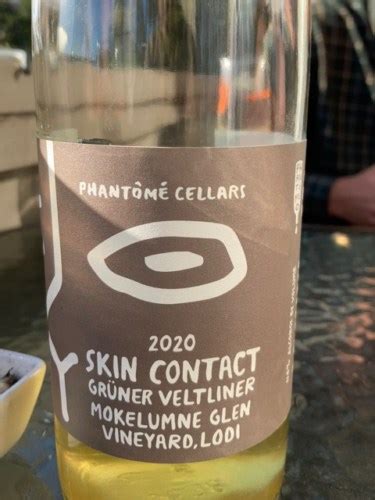 PHANTÔMÉ CELLARS
2020
SKIN CONTACT
GRÜNER VELTLINER
MOKELUMNE GLEN
VINEYARD, LODI